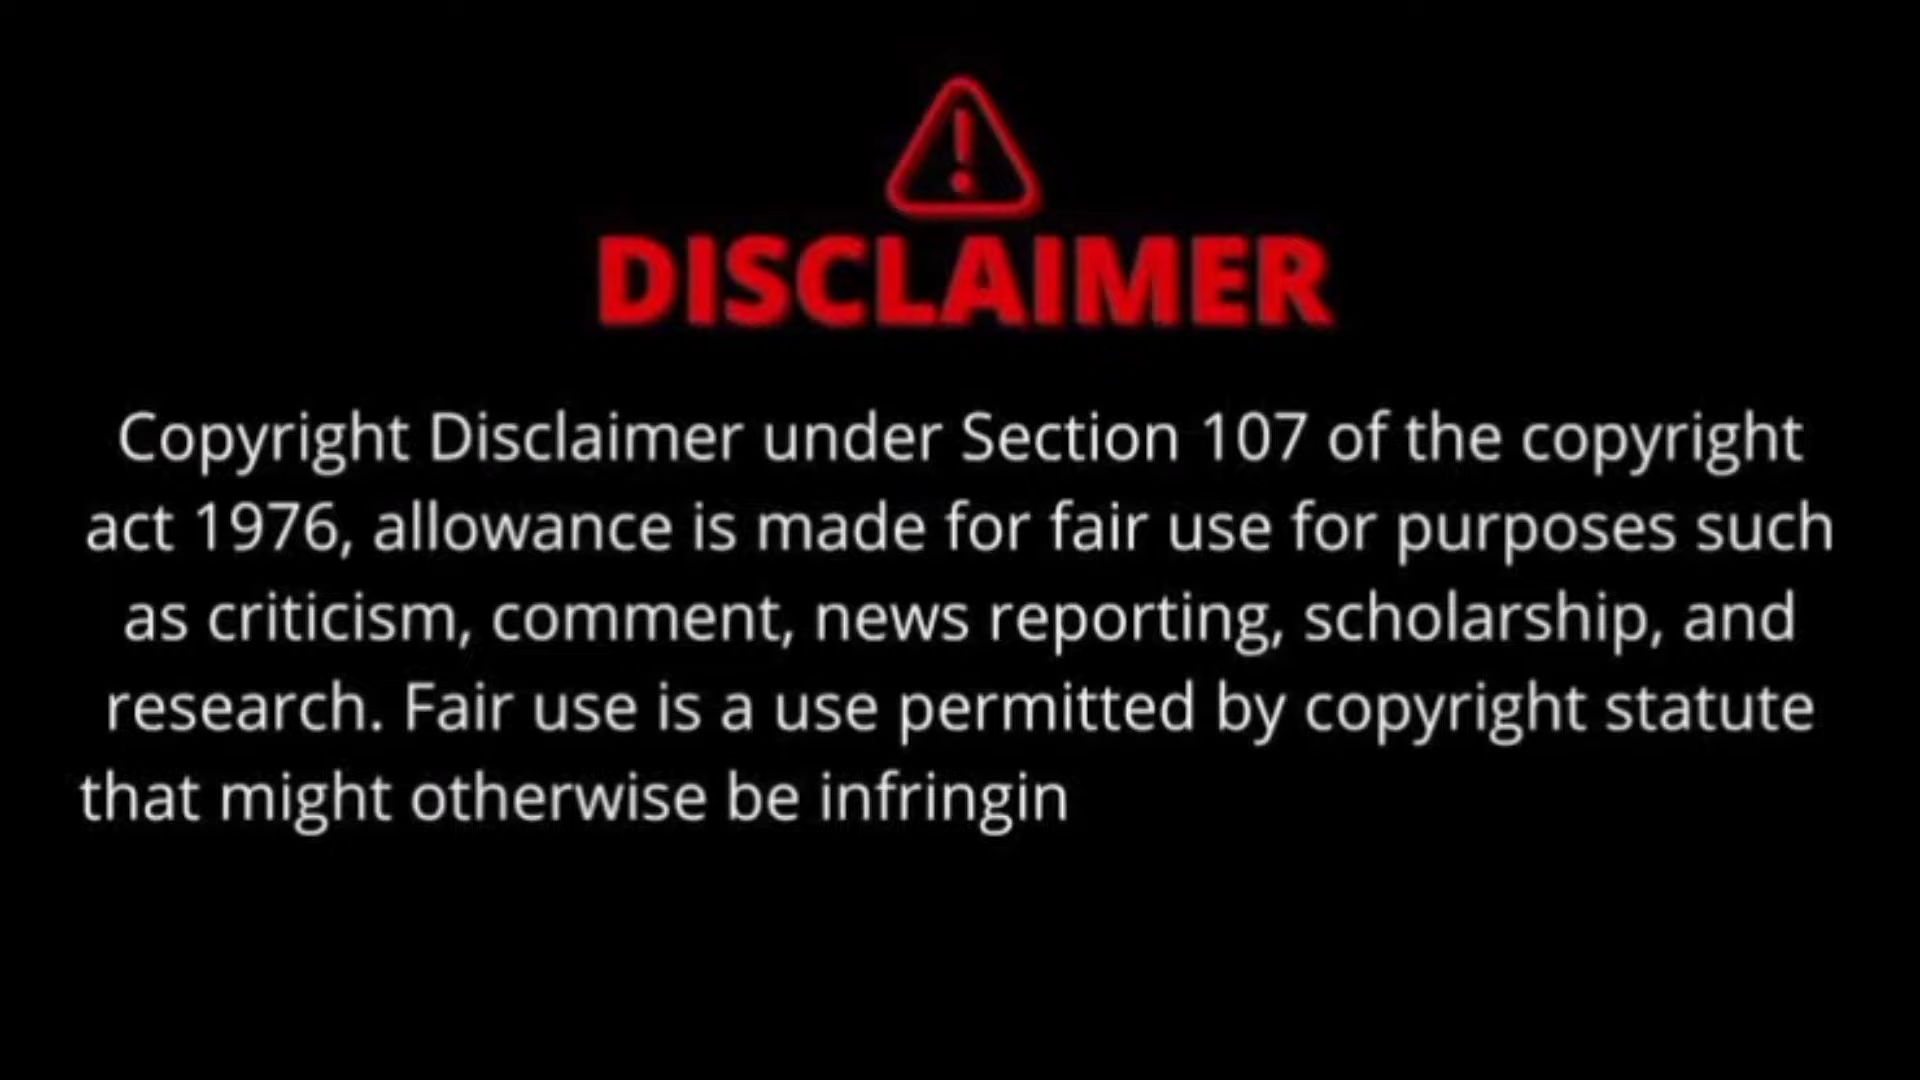 DISCLAIMER
Copyright Disclaimer under Section 107 of the copyright
act 1976, allowance is made for fair use for purposes such
as criticism, comment, news reporting, scholarship, and
research. Fair use is a use permitted by copyright statute
that might otherwise be infringin